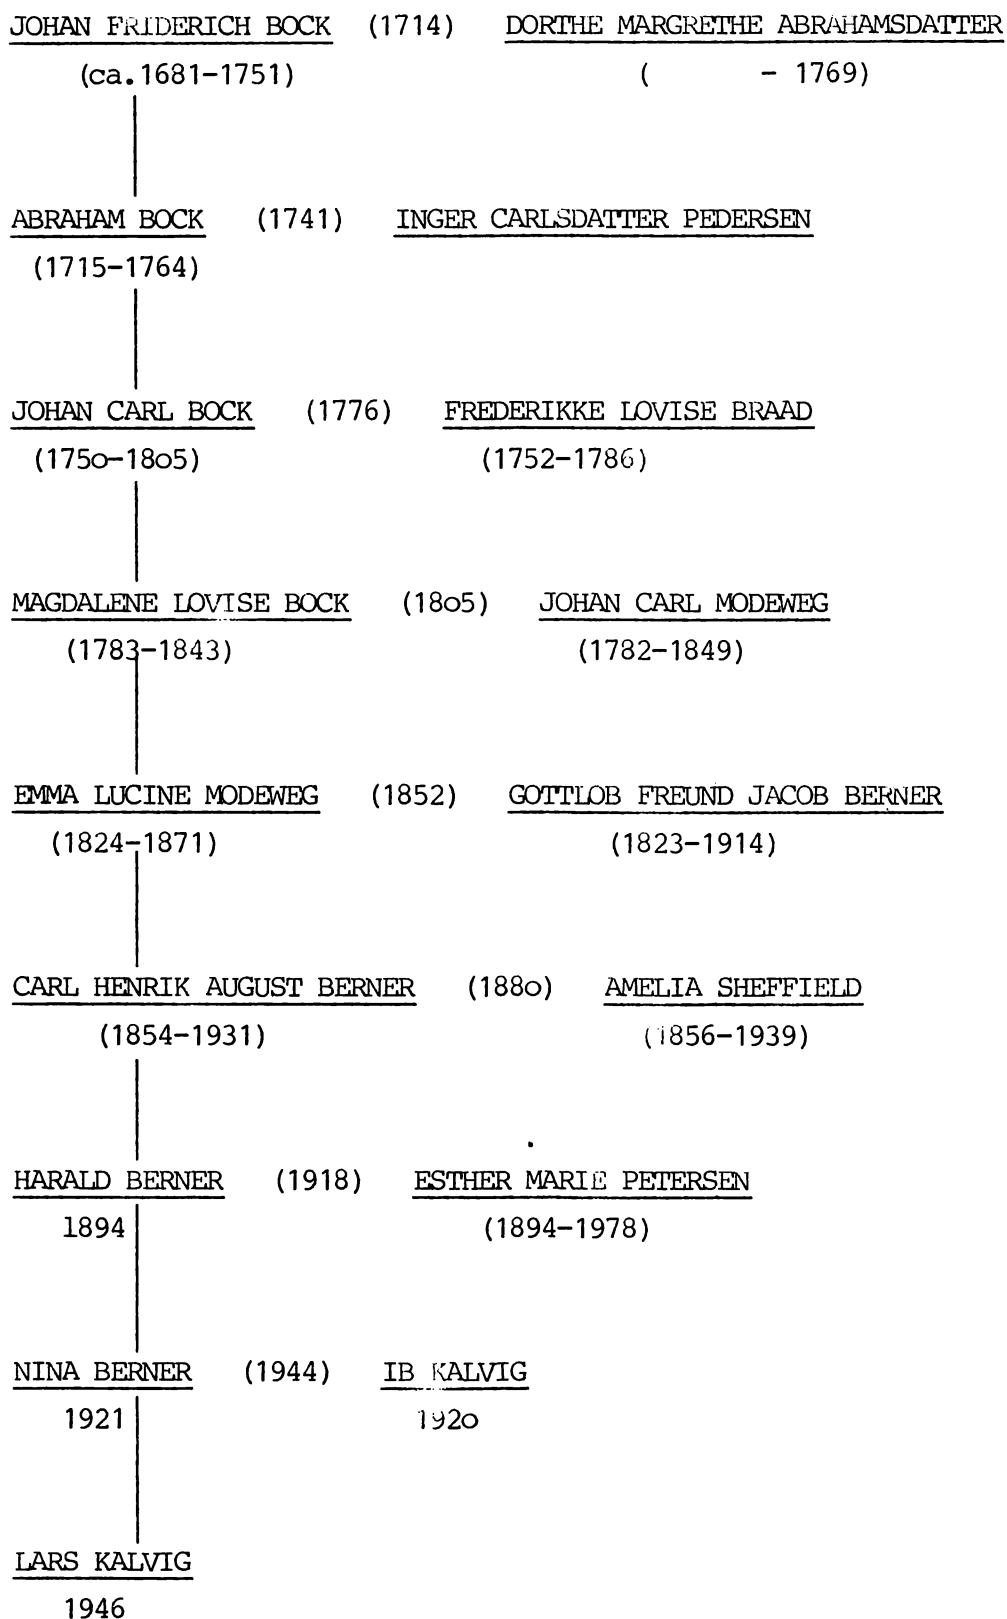 JOHAN FRIDERICH BOCK (1714) DORTHE MARGRETHE ABRAHAMSDATTER
(ca.1681-1751) ( - 1769)
ABRAHAM BOCK (1741) INGER CARLSDATTER PEDERSEN
(1715-1764)
JOHAN CARL BOCK (1776) FREDERIKKE LOVISE BRAAD
(175o-18o5) (1752-1786)
MAGDALENE LOVISE BOCK (18o5) JOHAN CARL MODEWEG
(1783-1843) (1782-1849)
EMMA LUCINE MODEWEG (1852) GOTTLOB FREUND JACOB BERNER
(1824-1871) (1823-1914)
CARL HENRIK AUGUST BERNER (188o) AMELIA SHEFFIELD
(1854-1931) (1856-1939)
HARALD BERNER (1918) ESTHER MARIE PETERSEN
1894 (1894-1978)
NINA BERNER (1944) IB KALVIG
1921 192o
LARS KALVIG
1946